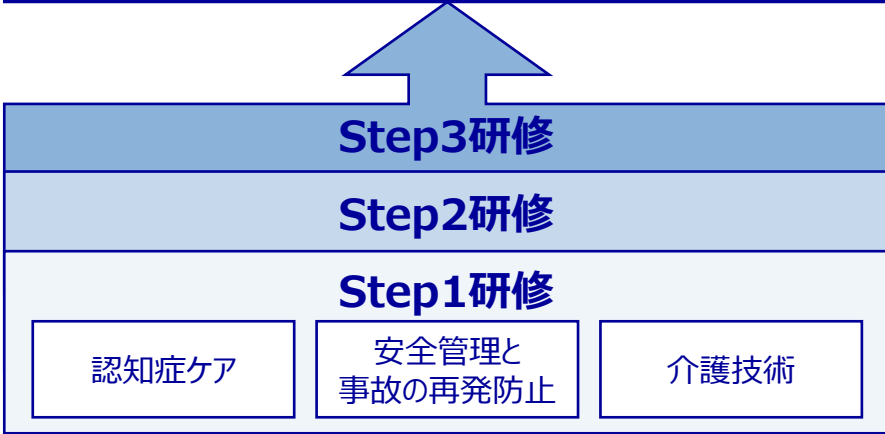 Step3研修
Step2研修
Step1研修
認知症ケア
安全管理と
事故の再発防止
介護技術